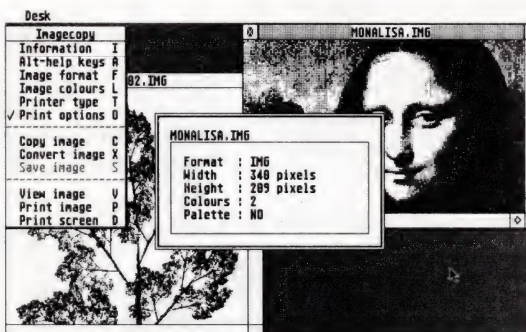 Desk
Imagecopy
Information I
Alt-help keys A
Image format F
Image colours L
Printer type T
✓ Print options O
Copy image C
Convert image X
Save image S
View image V
Print image P
Print screen D
82.IMG
MONALISA.IMG
MONALISA.IMG
Format : IMG
Width : 340 pixels
Height : 209 pixels
Colours : 2
Palette : NO